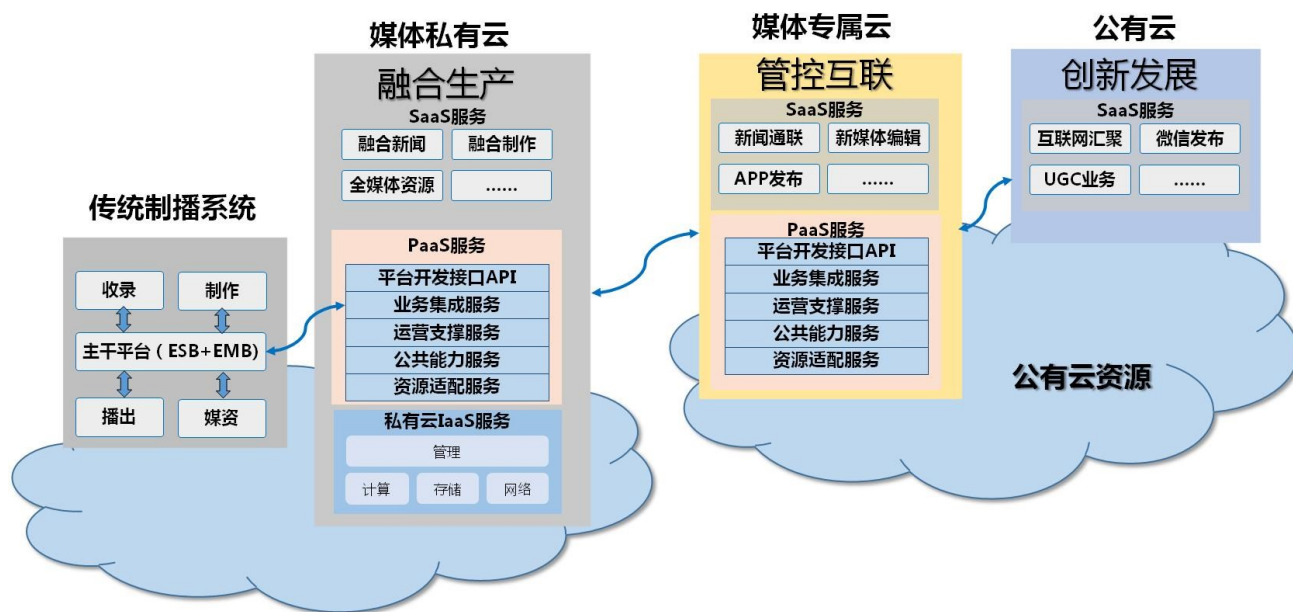 传统制播系统
收录
制作
主干平台（ESB+EMB)
播出
媒资
媒体私有云
融合生产
SaaS服务
融合新闻
融合制作
全媒体资源
......
PaaS服务
平台开发接口API
业务集成服务
运营支撑服务
公共能力服务
资源适配服务
私有云IaaS服务
管理
计算
存储
网络
媒体专属云
管控互联
SaaS服务
新闻通联
新媒体编辑
APP发布
......
PaaS服务
平台开发接口API
业务集成服务
运营支撑服务
公共能力服务
资源适配服务
公有云
创新发展
SaaS服务
互联网汇聚
微信发布
UGC业务
......
公有云资源